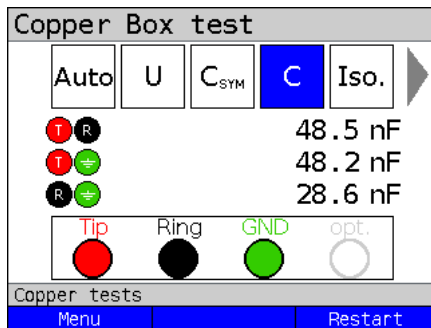 Copper Box test
Auto U CSYM C Iso.
T R 48.5 nF
T 48.2 nF
R 28.6 nF
Tip Ring GND opt.
Copper tests
Menu Restart